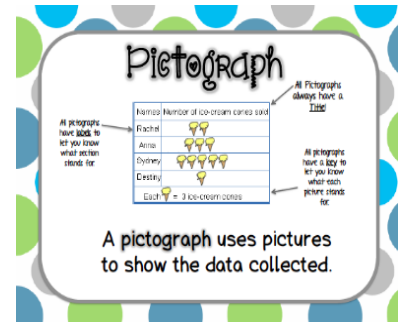 Pictograph
All Pictographs
always have a
Title!
Names Number of ice-cream cones sold
Rachel
Anna
Sydney
Destiny
Each = 3 ice-cream cones
All pictographs
have labels to
let you know
what section
stands for.
All pictographs
have a key to
let you know
what each
picture stands
for.
A pictograph uses pictures
to show the data collected.